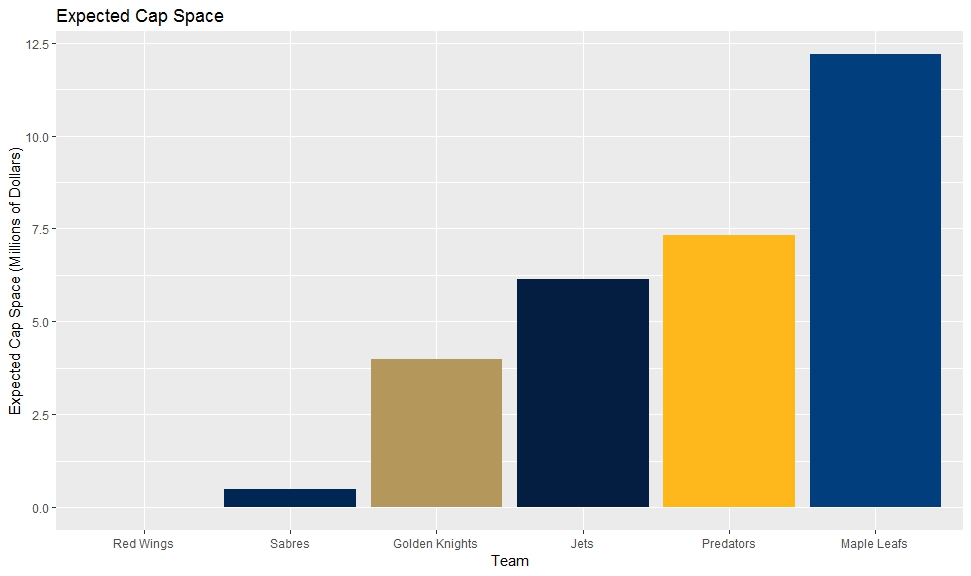 Expected Cap Space
Expected Cap Space (Millions of Dollars)
12.5
10.0
7.5
5.0
2.5
0.0
Red Wings Sabres Golden Knights Jets Predators Maple Leafs
Team